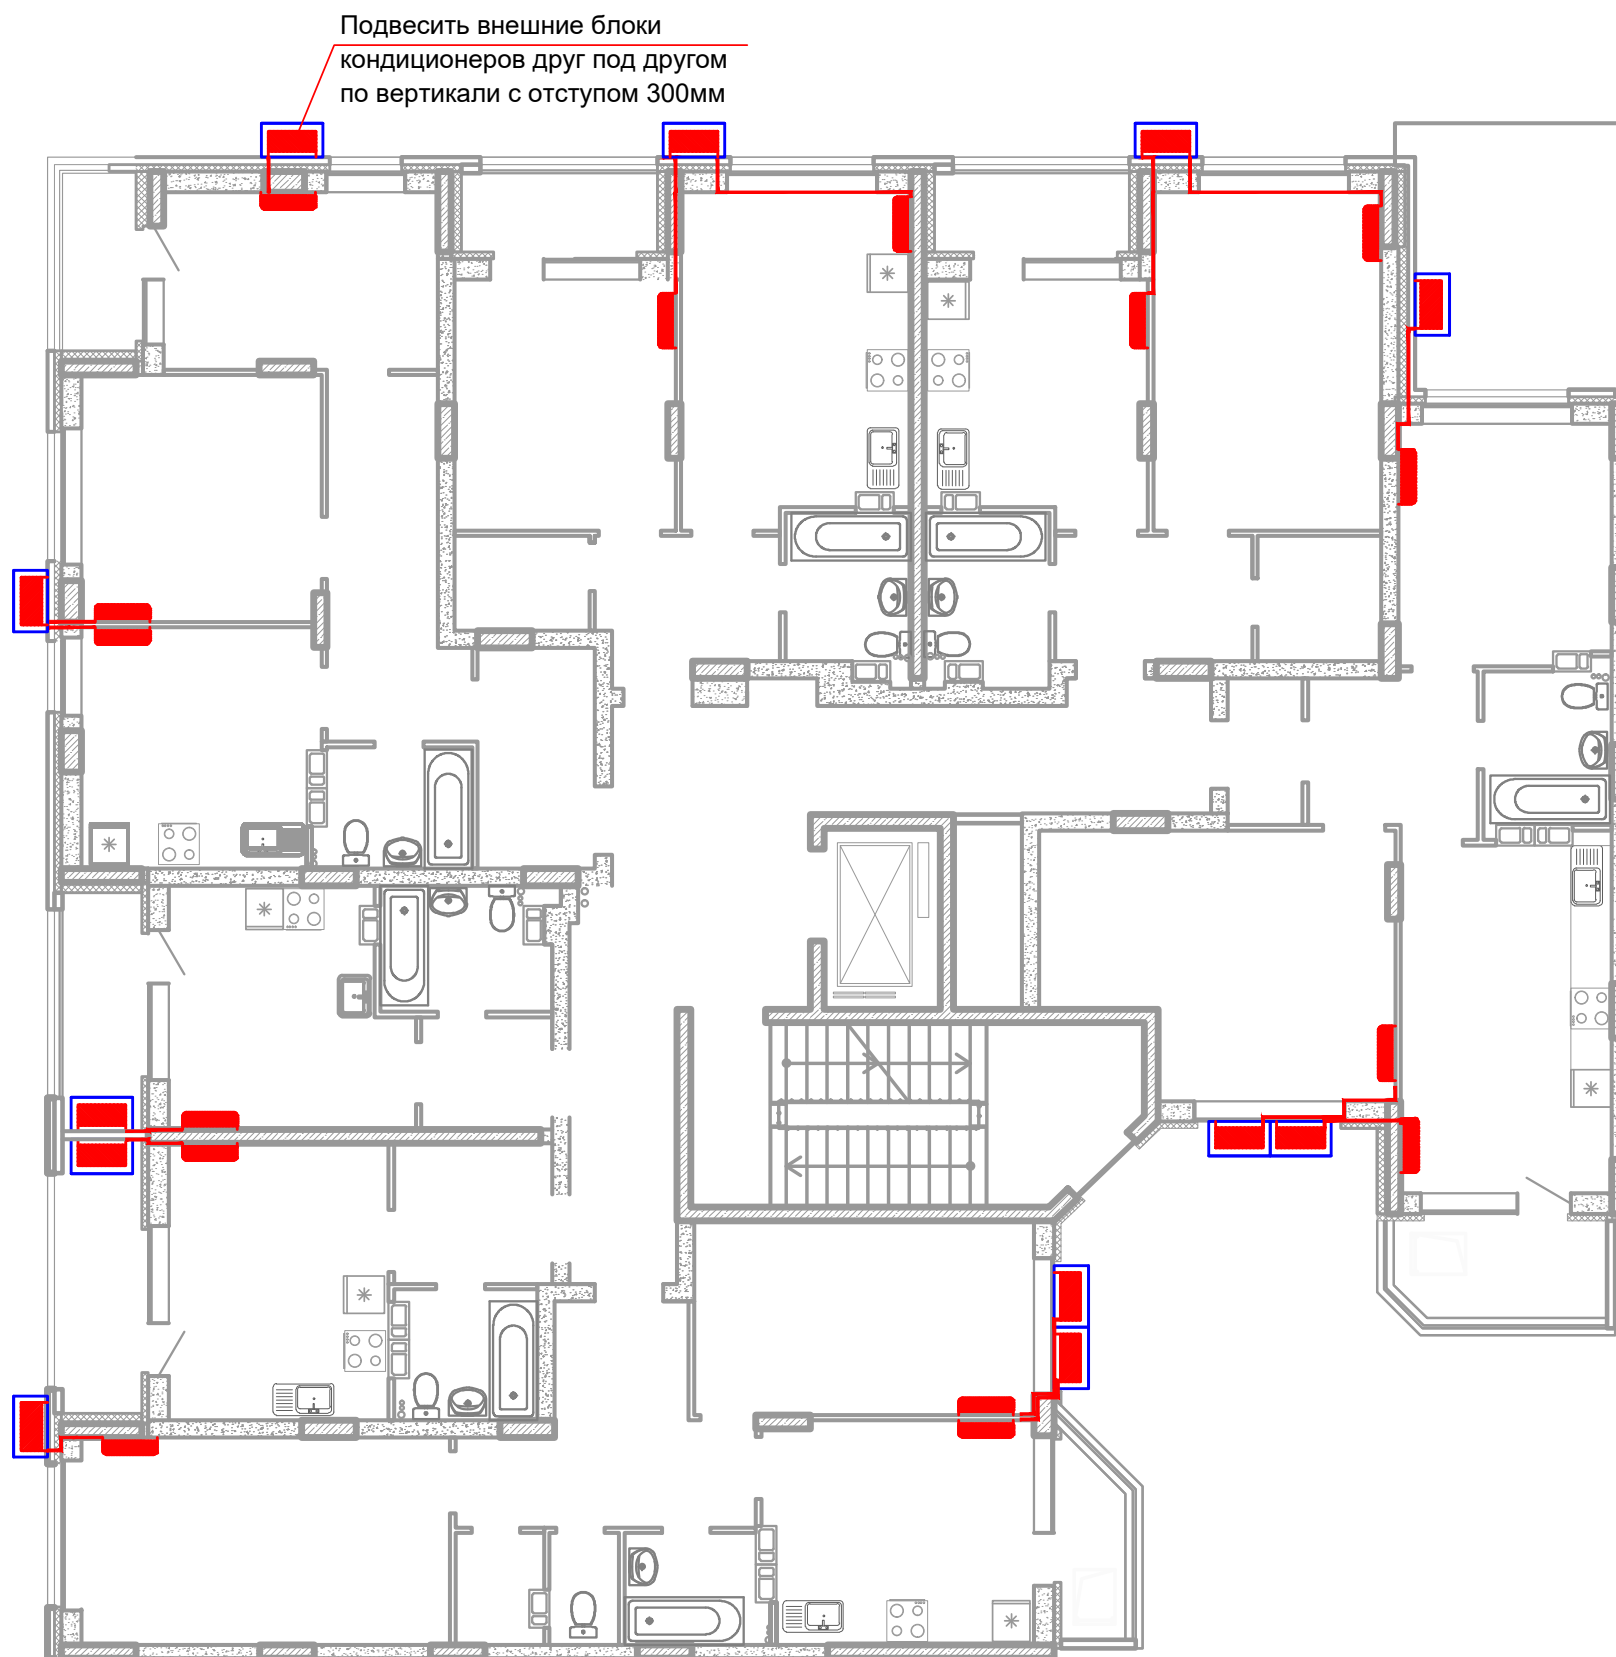 Подвесить внешние блоки
кондиционеров друг под другом
по вертикали с отступом 300мм